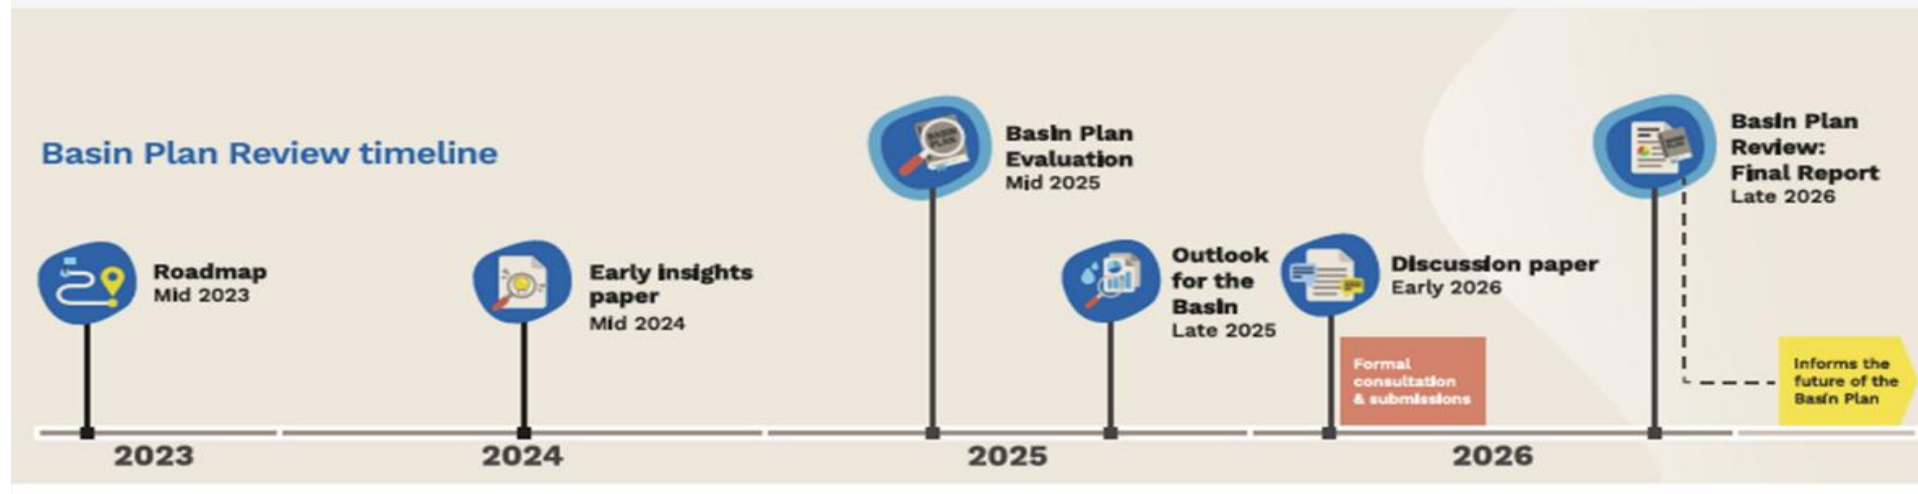 Basin Plan Review timeline
Roadmap
Mid 2023
Early insights
paper
Mid 2024
BASIN
PLAN
Basin Plan
Evaluation
Mid 2025
Outlook
for the
Basin
Late 2025
Discussion paper
Early 2026
Formal
consultation
& submissions
Basin Plan
Review:
Final Report
Late 2026
Informs the
future of the
Basin Plan
2023
2024
2025
2026